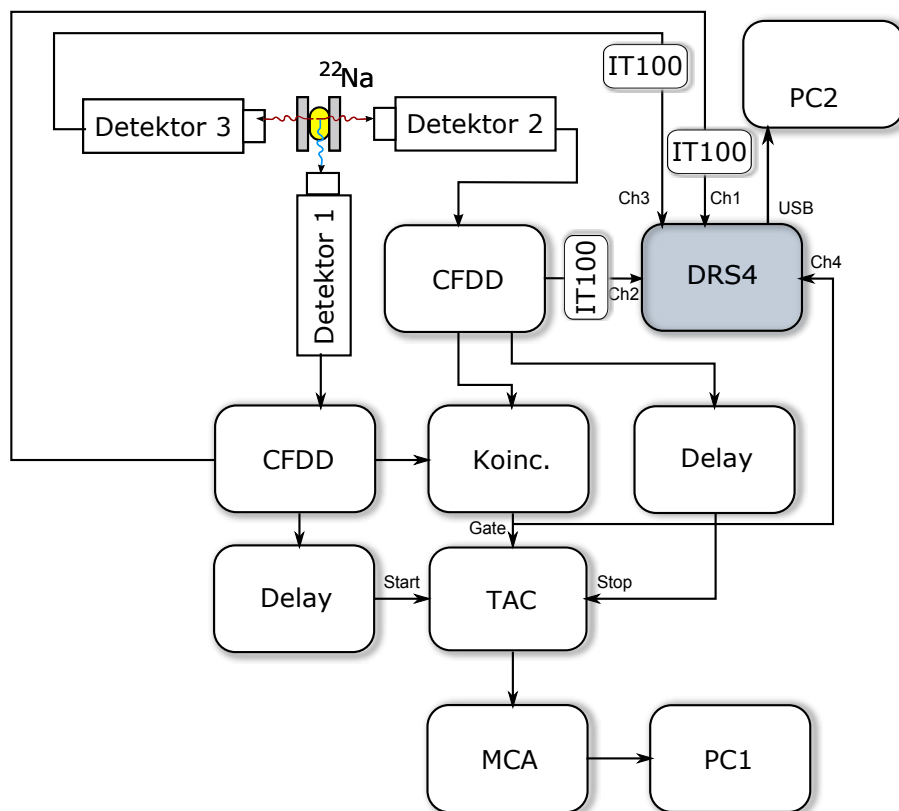 IT100
²²Na
PC2
Detektor 3
Detektor 2
IT100
Ch3
Ch1
USB
Detektor 1
CFDD
IT100
Ch2
DRS4
Ch4
CFDD
Koinc.
Delay
Gate
Delay
Start
TAC
Stop
MCA
PC1